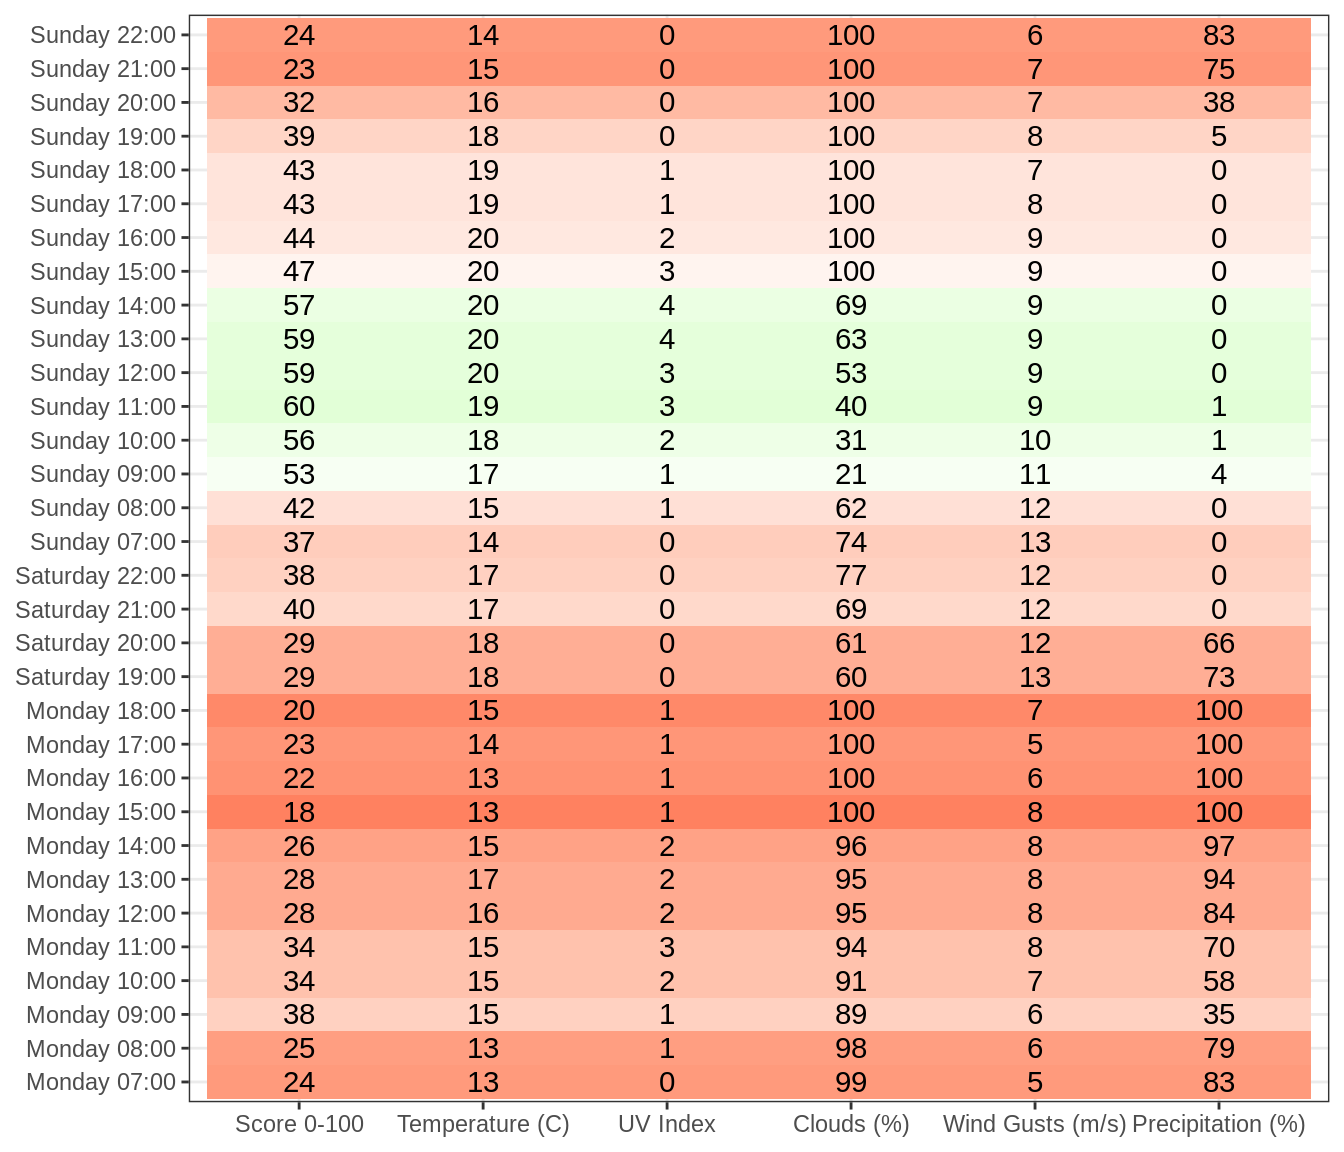 Sunday 22:00 24 14 0 100 6 83
Sunday 21:00 23 15 0 100 7 75
Sunday 20:00 32 16 0 100 7 38
Sunday 19:00 39 18 0 100 8 5
Sunday 18:00 43 19 1 100 7 0
Sunday 17:00 43 19 1 100 8 0
Sunday 16:00 44 20 2 100 9 0
Sunday 15:00 47 20 3 100 9 0
Sunday 14:00 57 20 4 69 9 0
Sunday 13:00 59 20 4 63 9 0
Sunday 12:00 59 20 3 53 9 0
Sunday 11:00 60 19 3 40 9 1
Sunday 10:00 56 18 2 31 10 1
Sunday 09:00 53 17 1 21 11 4
Sunday 08:00 42 15 1 62 12 0
Sunday 07:00 37 14 0 74 13 0
Saturday 22:00 38 17 0 77 12 0
Saturday 21:00 40 17 0 69 12 0
Saturday 20:00 29 18 0 61 12 66
Saturday 19:00 29 18 0 60 13 73
Monday 18:00 20 15 1 100 7 100
Monday 17:00 23 14 1 100 5 100
Monday 16:00 22 13 1 100 6 100
Monday 15:00 18 13 1 100 8 100
Monday 14:00 26 15 2 96 8 97
Monday 13:00 28 17 2 95 8 94
Monday 12:00 28 16 2 95 8 84
Monday 11:00 34 15 3 94 8 70
Monday 10:00 34 15 2 91 7 58
Monday 09:00 38 15 1 89 6 35
Monday 08:00 25 13 1 98 6 79
Monday 07:00 24 13 0 99 5 83
Score 0-100 Temperature (C) UV Index Clouds (%) Wind Gusts (m/s) Precipitation (%)